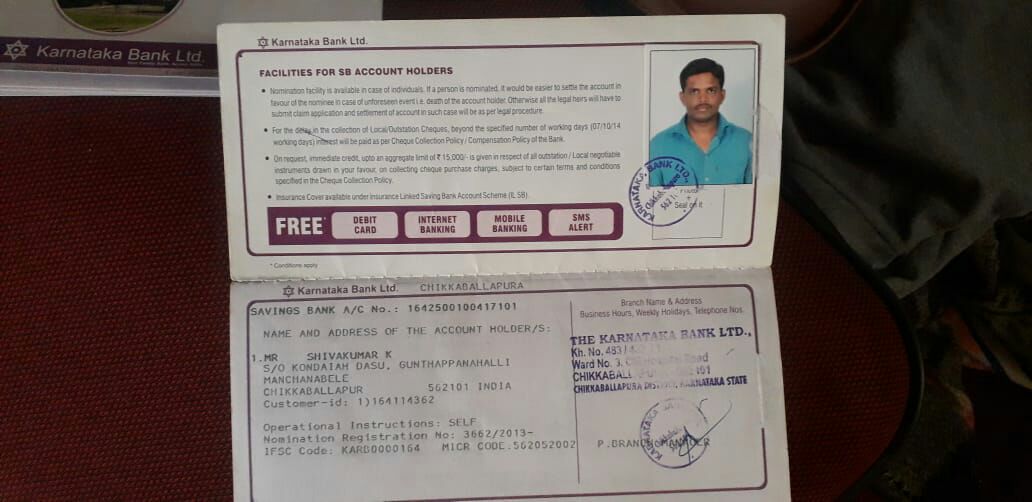 Karnataka Bank Ltd.
Karnataka Bank Ltd.
FACILITIES FOR SB ACCOUNT HOLDERS
Nomination facility is available in case of individuals. If a person is nominated, it would be easier to settle the account in
favour of the nominee in case of unforeseen event i.e. death of the account holder. Otherwise all the legal heirs will have to
submit claim application and settlement of account in such case will be as per legal procedure.
For the delay in the collection of Local/Outstation Cheques, beyond the specified number of working days (07/10/14
working days) interest will be paid as per Cheque Collection Policy / Compensation Policy of the Bank.
On request, immediate credit, upto an aggregate limit of ₹ 15,000/- is given in respect of all outstation / Local negotiable
instruments drawn in your favour, on collecting cheque purchase charges, subject to certain terms and conditions
specified in the Cheque Collection Policy.
Insurance Cover available under Insurance Linked Saving Bank Account Scheme (IL SB).
KARNATAKA BANK LTD.,
Seal on it
FREE* DEBIT CARD INTERNET BANKING MOBILE BANKING SMS ALERT
* Conditions apply
Karnataka Bank Ltd. CHIKKABALLAPURA
SAVINGS BANK A/C No.: 1642500100417101
NAME AND ADDRESS OF THE ACCOUNT HOLDER/S:
1.MR SHIVAKUMAR K
S/O KONDAIAH DASU, GUNTHAPPANAHALLI
MANCHANABELE
CHIKKABALLAPUR 562101 INDIA
Customer-id: 1)164114362
Operational Instructions: SELF
Nomination Registration No: 3662/2013-
IFSC Code: KARB0000164 MICR CODE:562052002
Branch Name & Address
Business Hours, Weekly Holidays, Telephone Nos.
THE KARNATAKA BANK LTD.,
Kh. No. 483/
Ward No. 3, Road
CHIKKABALL
CHIKKABALLAPURA DISTRICT, KARNATAKA STATE
KARNATAKA
P.BRANCH MANAGER